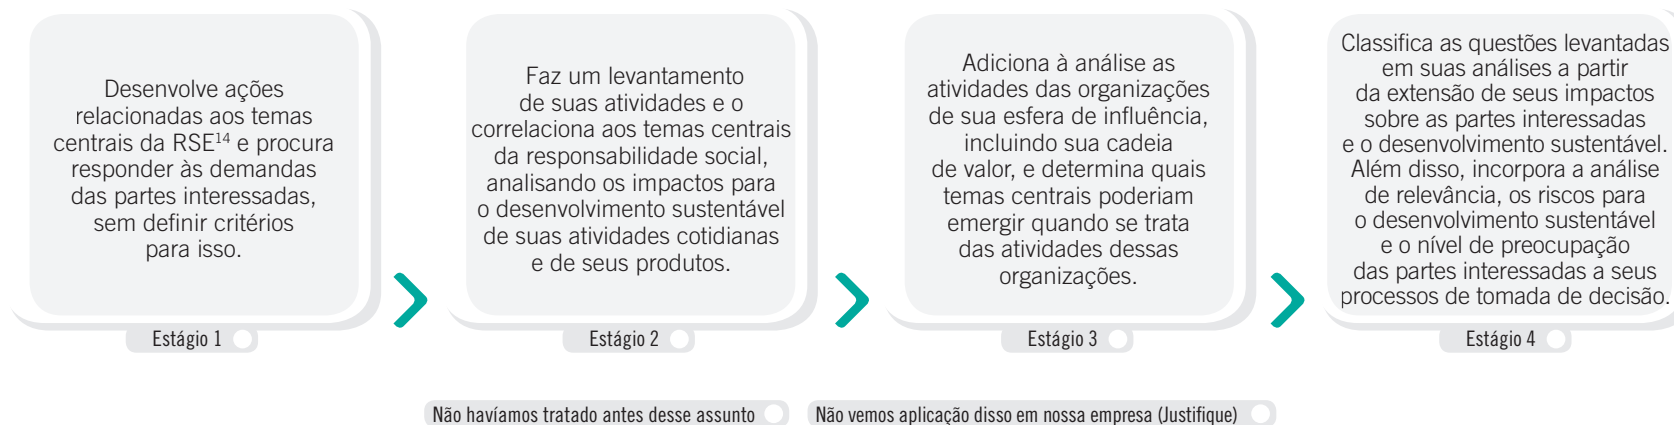 Desenvolve ações
relacionadas aos temas
centrais da RSE¹⁴ e procura
responder às demandas
das partes interessadas,
sem definir critérios
para isso.
Estágio 1
Faz um levantamento
de suas atividades e o
correlaciona aos temas centrais
da responsabilidade social,
analisando os impactos para
o desenvolvimento sustentável
de suas atividades cotidianas
e de seus produtos.
Estágio 2
Adiciona à análise as
atividades das organizações
de sua esfera de influência,
incluindo sua cadeia
de valor, e determina quais
temas centrais poderiam
emergir quando se trata
das atividades dessas
organizações.
Estágio 3
Classifica as questões levantadas
em suas análises a partir
da extensão de seus impactos
sobre as partes interessadas
e o desenvolvimento sustentável.
Além disso, incorpora a análise
de relevância, os riscos para
o desenvolvimento sustentável
e o nível de preocupação
das partes interessadas a seus
processos de tomada de decisão.
Estágio 4
Não havíamos tratado antes desse assunto
Não vemos aplicação disso em nossa empresa (Justifique)